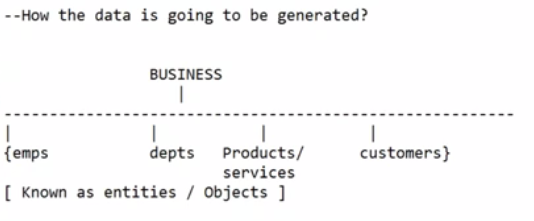 --How the data is going to be generated?
BUSINESS
{emps depts Products/ customers}
services
[ Known as entities / Objects ]